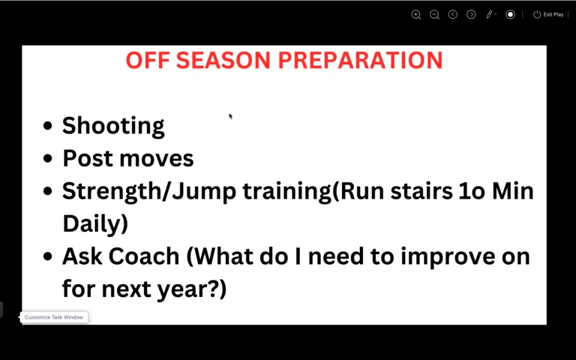 Exit Play
OFF SEASON PREPARATION
• Shooting
• Post moves
• Strength/Jump training(Run stairs 1o Min
Daily)
• Ask Coach (What do I need to improve on
for next year?)
Customize Task Window